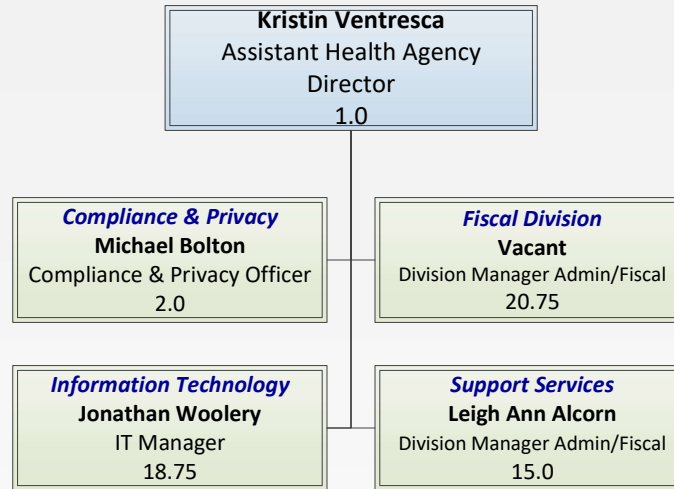 Kristin Ventresca
Assistant Health Agency
Director
1.0
Compliance & Privacy
Michael Bolton
Compliance & Privacy Officer
2.0
Fiscal Division
Vacant
Division Manager Admin/Fiscal
20.75
Information Technology
Jonathan Woolery
IT Manager
18.75
Support Services
Leigh Ann Alcorn
Division Manager Admin/Fiscal
15.0